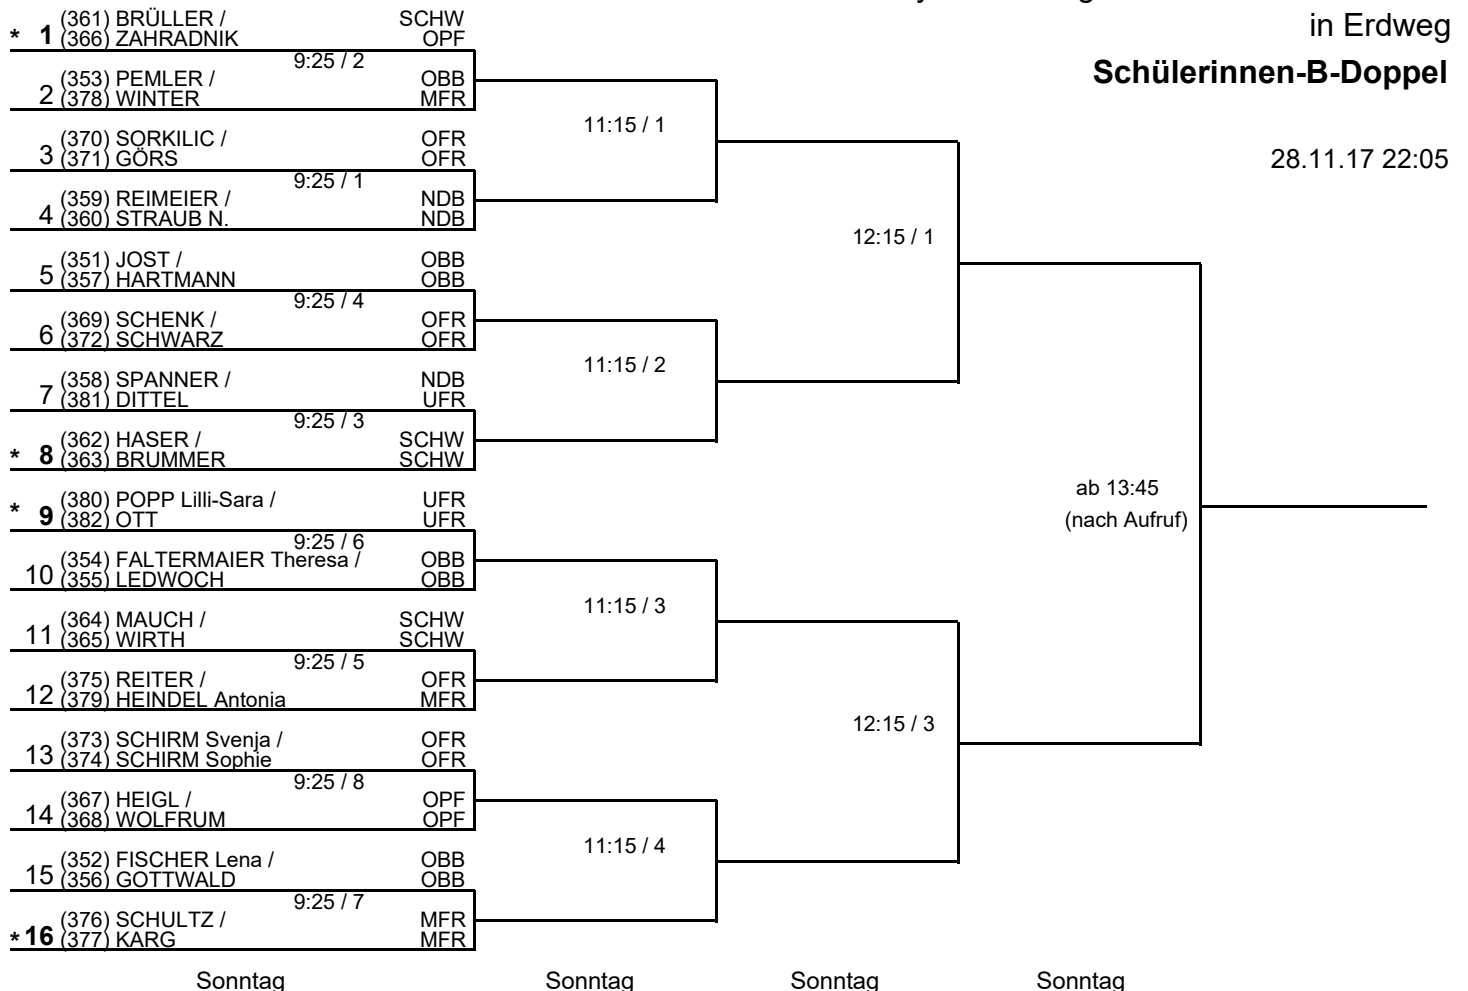 in Erdweg
Schülerinnen-B-Doppel
28.11.17 22:05
(361) BRÜLLER / SCHW
* 1 (366) ZAHRADNIK OPF
9:25 / 2
(353) PEMLER / OBB
2 (378) WINTER MFR
11:15 / 1
(370) SORKILIC / OFR
3 (371) GÖRS OFR
9:25 / 1
(359) REIMEIER / NDB
4 (360) STRAUB N. NDB
12:15 / 1
(351) JOST / OBB
5 (357) HARTMANN OBB
9:25 / 4
(369) SCHENK / OFR
6 (372) SCHWARZ OFR
11:15 / 2
(358) SPANNER / NDB
7 (381) DITTEL UFR
9:25 / 3
(362) HASER / SCHW
* 8 (363) BRUMMER SCHW
ab 13:45
(nach Aufruf)
(380) POPP Lilli-Sara / UFR
* 9 (382) OTT UFR
9:25 / 6
(354) FALTERMAIER Theresa / OBB
10 (355) LEDWOCH OBB
11:15 / 3
(364) MAUCH / SCHW
11 (365) WIRTH SCHW
9:25 / 5
(375) REITER / OFR
12 (379) HEINDEL Antonia MFR
12:15 / 3
(373) SCHIRM Svenja / OFR
13 (374) SCHIRM Sophie OFR
9:25 / 8
(367) HEIGL / OPF
14 (368) WOLFRUM OPF
11:15 / 4
(352) FISCHER Lena / OBB
15 (356) GOTTWALD OBB
9:25 / 7
(376) SCHULTZ / MFR
* 16 (377) KARG MFR
Sonntag Sonntag Sonntag Sonntag